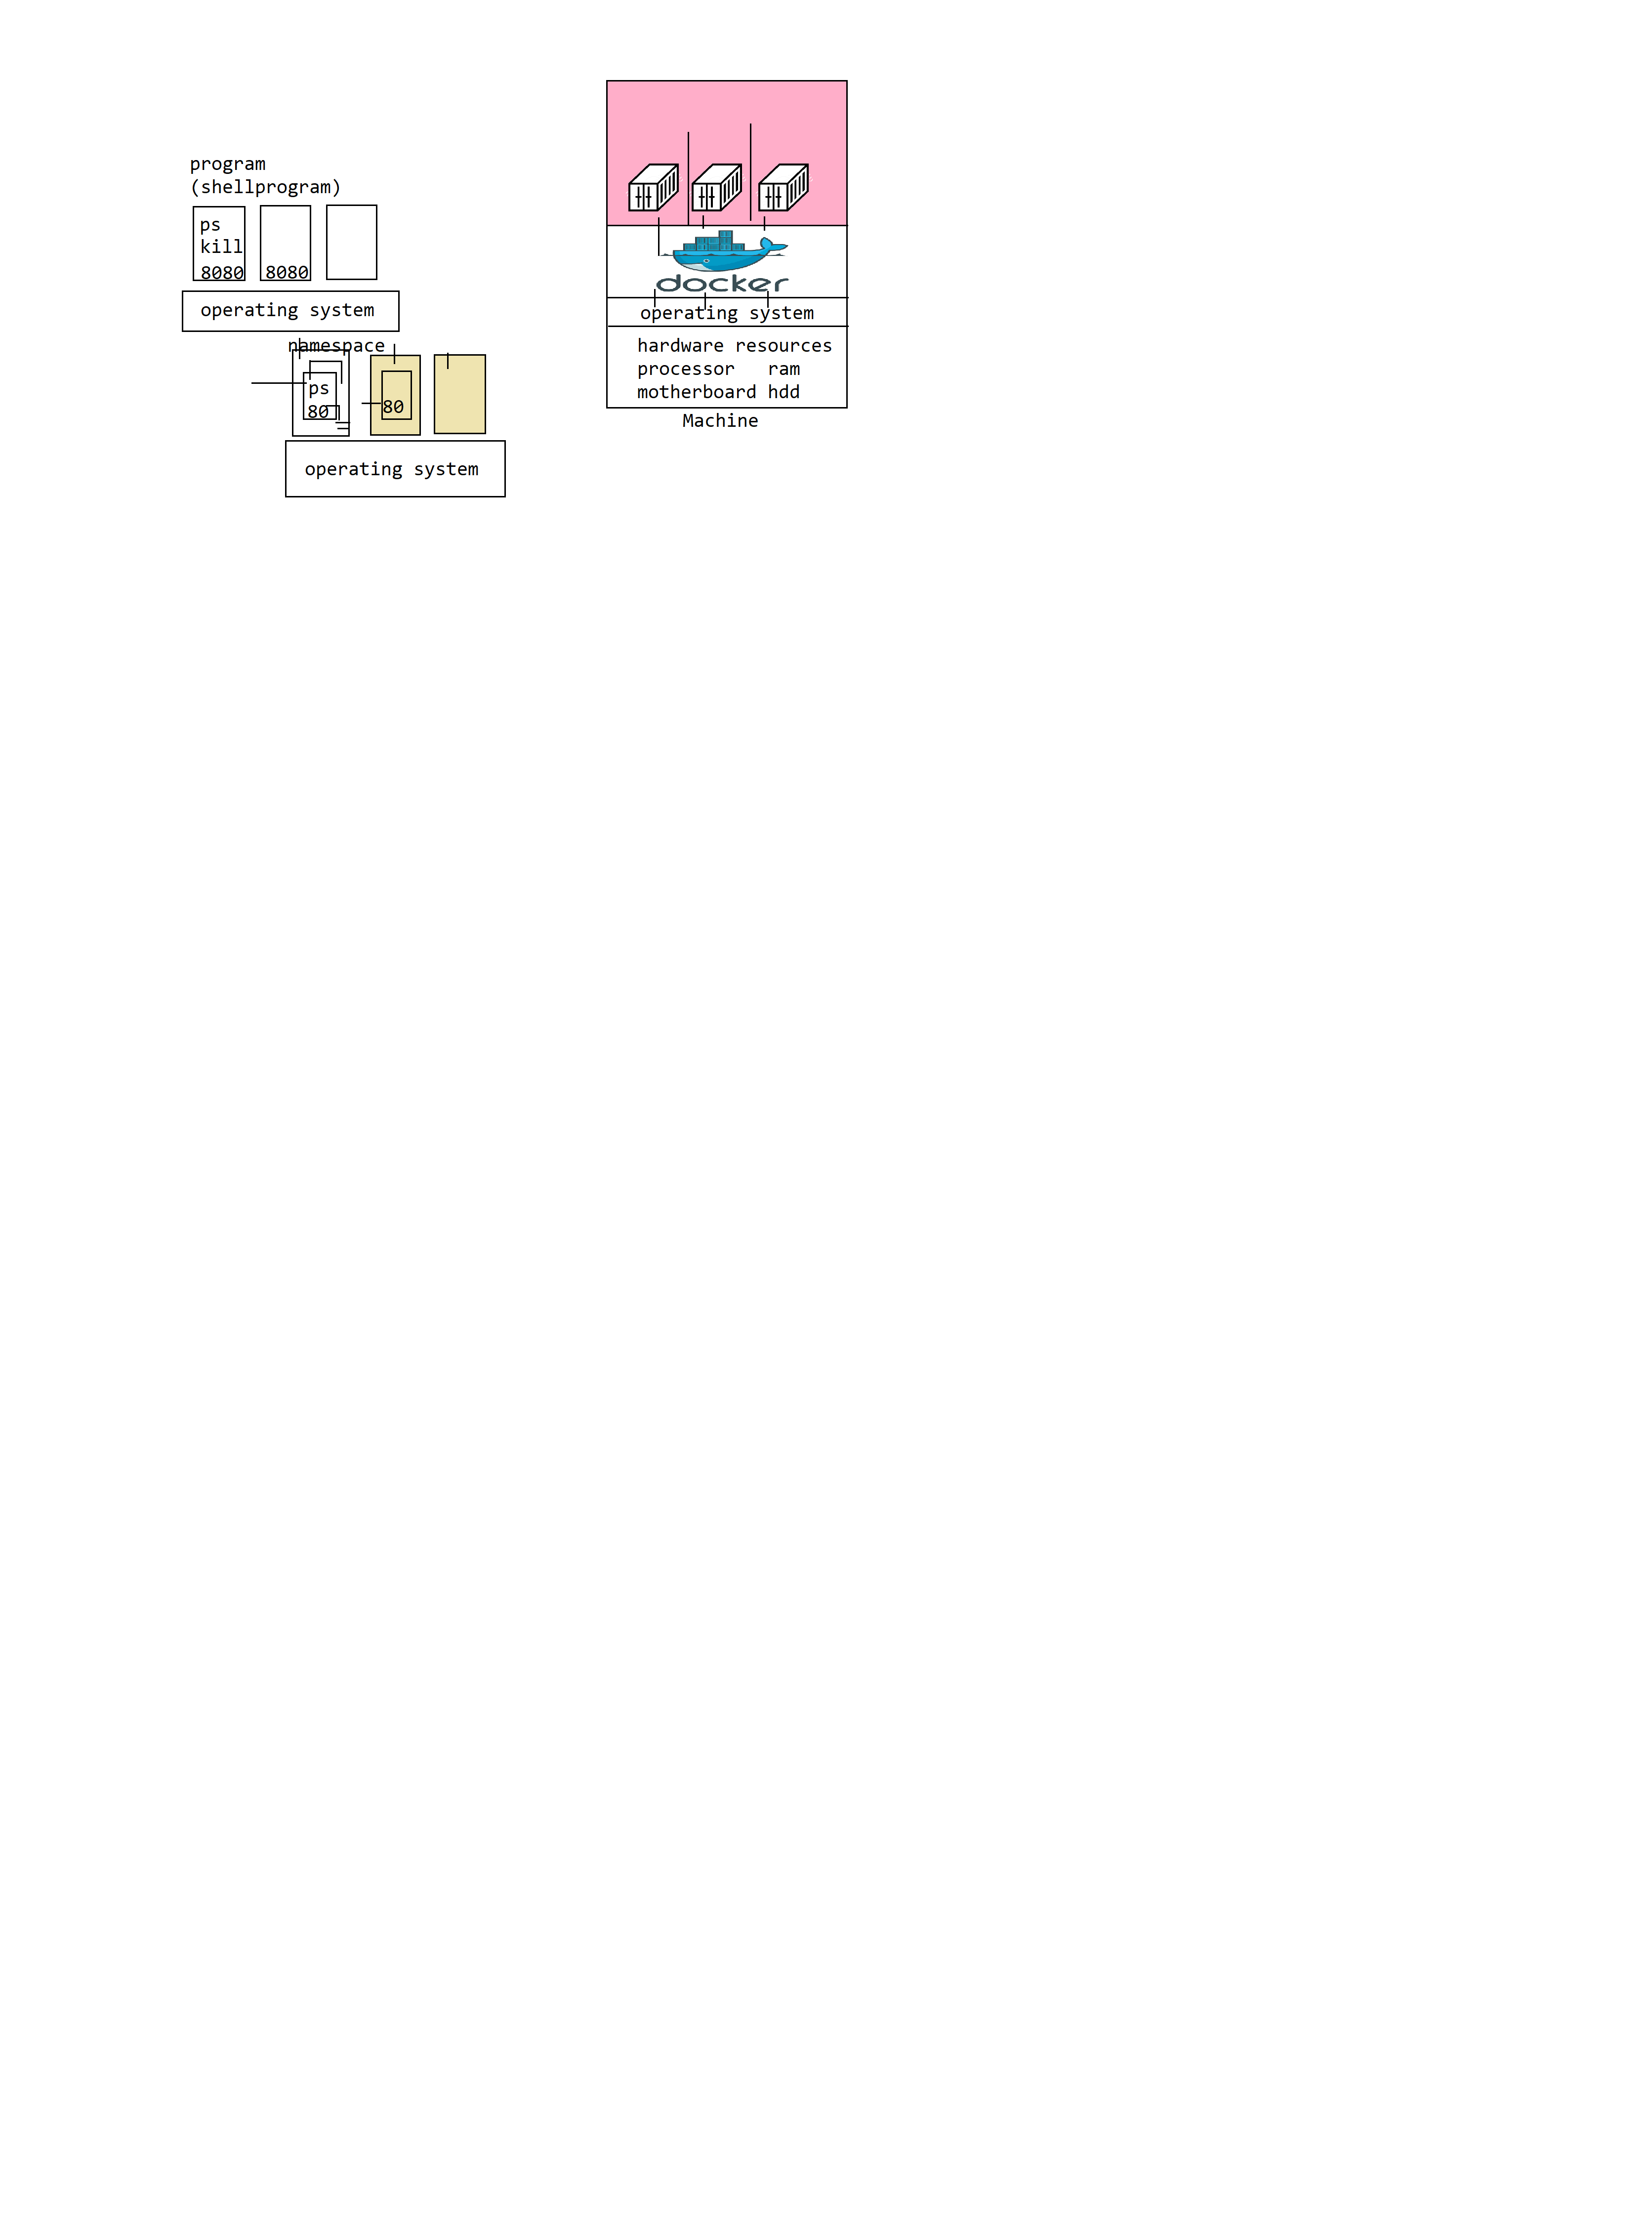 program
(shellprogram)
ps
kill
8080 8080
operating system
namespace
ps
80 80
operating system
docker
operating system
hardware resources
processor ram
motherboard hdd
Machine